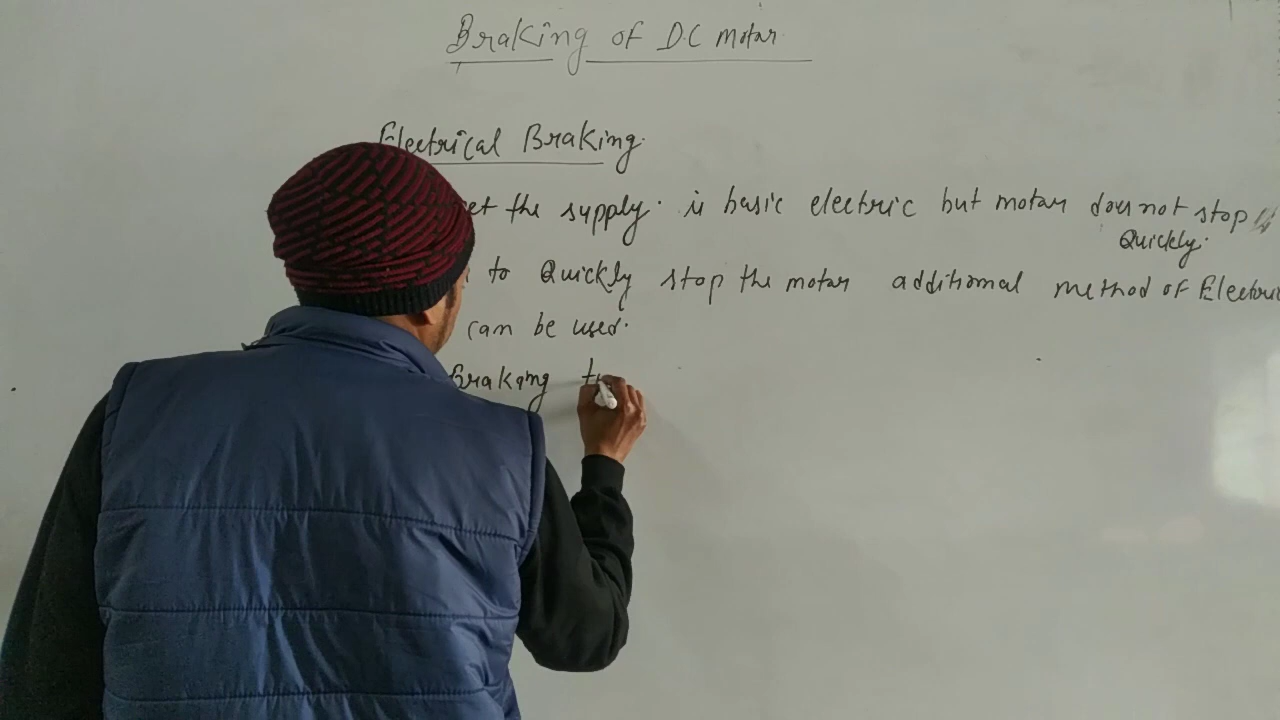 Braking of D.C motor
Electrical Braking.
the supply. is basic electric but motor does not stop
Quickly.
to Quickly stop the motor additional method of Electric
can be used.
Braking